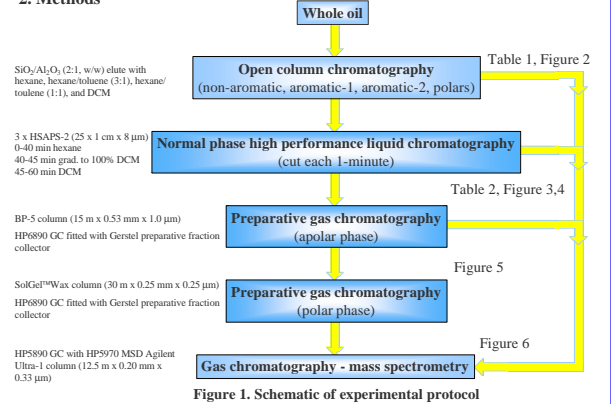 2. Methods
Whole oil
Table 1, Figure 2
SiO2/Al2O3 (2:1, w/w) elute with
hexane, hexane/toluene (3:1), hexane/
toulene (1:1), and DCM
Open column chromatography
(non-aromatic, aromatic-1, aromatic-2, polars)
3 x HSAPS-2 (25 x 1 cm x 8 µm)
0-40 min hexane
40-45 min grad. to 100% DCM
45-60 min DCM
Normal phase high performance liquid chromatography
(cut each 1-minute)
Table 2, Figure 3,4
BP-5 column (15 m x 0.53 mm x 1.0 µm)
HP6890 GC fitted with Gerstel preparative fraction
collector
Preparative gas chromatography
(apolar phase)
Figure 5
SolGel™Wax column (30 m x 0.25 mm x 0.25 µm)
HP6890 GC fitted with Gerstel preparative fraction
collector
Preparative gas chromatography
(polar phase)
Figure 6
HP5890 GC with HP5970 MSD Agilent
Ultra-1 column (12.5 m x 0.20 mm x
0.33 µm)
Gas chromatography - mass spectrometry
Figure 1. Schematic of experimental protocol